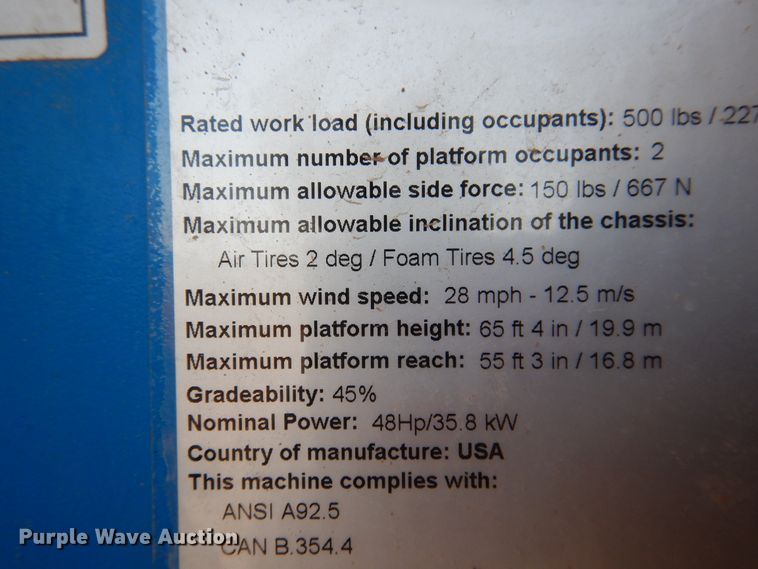 Rated work load (including occupants): 500 lbs / 227
Maximum number of platform occupants: 2
Maximum allowable side force: 150 lbs / 667 N
Maximum allowable inclination of the chassis:
Air Tires 2 deg / Foam Tires 4.5 deg
Maximum wind speed: 28 mph - 12.5 m/s
Maximum platform height: 65 ft 4 in / 19.9 m
Maximum platform reach: 55 ft 3 in / 16.8 m
Gradeability: 45%
Nominal Power: 48Hp/35.8 kW
Country of manufacture: USA
This machine complies with:
ANSI A92.5
CAN B.354.4
Purple Wave Auction